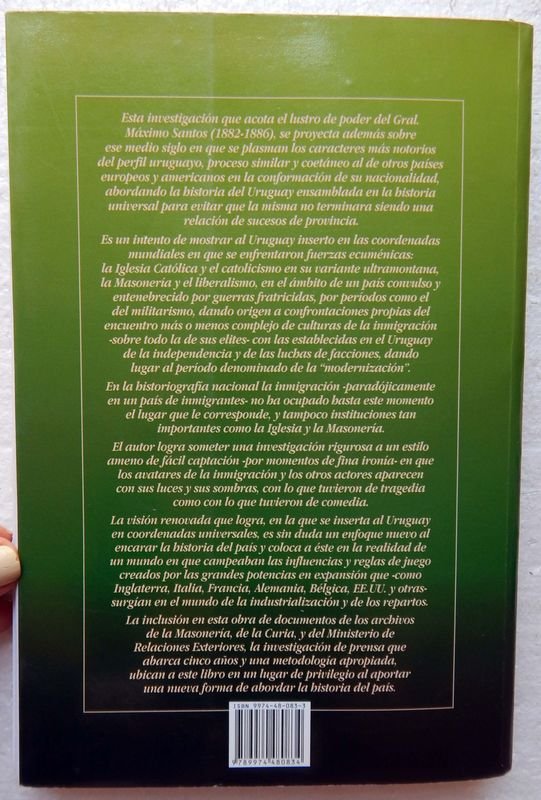 Esta investigación que acota el lustro de poder del Gral.
Máximo Santos (1882-1886), se proyecta además sobre
ese medio siglo en que se plasman los caracteres más notorios
del perfil uruguayo, proceso similar y coetáneo al de otros países
europeos y americanos en la conformación de su nacionalidad,
abordando la historia del Uruguay ensamblada en la historia
universal para evitar que la misma no terminara siendo una
relación de sucesos de provincia.
Es un intento de mostrar al Uruguay inserto en las coordenadas
mundiales en que se enfrentaron fuerzas ecuménicas:
la Iglesia Católica y el catolicismo en su variante ultramontana,
la Masonería y el liberalismo, en el ámbito de un país convulso y
entenebrecido por guerras fratricidas, por períodos como el
del militarismo, dando origen a confrontaciones propias del
encuentro más o menos complejo de culturas de la inmigración
-sobre todo la de sus elites- con las establecidas en el Uruguay
de la independencia y de las luchas de facciones, dando
lugar al período denominado de la "modernización".
En la historiografía nacional la inmigración -paradójicamente
en un país de inmigrantes- no ha ocupado hasta este momento
el lugar que le corresponde, y tampoco instituciones tan
importantes como la Iglesia y la Masonería.
El autor logra someter una investigación rigurosa a un estilo
ameno de fácil captación -por momentos de fina ironía- en que
los avatares de la inmigración y los otros actores aparecen
con sus luces y sus sombras, con lo que tuvieron de tragedia
como con lo que tuvieron de comedia.
La visión renovada que logra, en la que se inserta al Uruguay
en coordenadas universales, es sin duda un enfoque nuevo al
encarar la historia del país y coloca a éste en la realidad de
un mundo en que campeaban las influencias y reglas de juego
creados por las grandes potencias en expansión que -como
Inglaterra, Italia, Francia, Alemania, Bélgica, EE.UU. y otras-
surgían en el mundo de la industrialización y de los repartos.
La inclusión en esta obra de documentos de los archivos
de la Masonería, de la Curia, y del Ministerio de
Relaciones Exteriores, la investigación de prensa que
abarca cinco años y una metodología apropiada,
ubican a este libro en un lugar de privilegio al aportar
una nueva forma de abordar la historia del país.
ISBN 9974-48-083-3
9789974480834